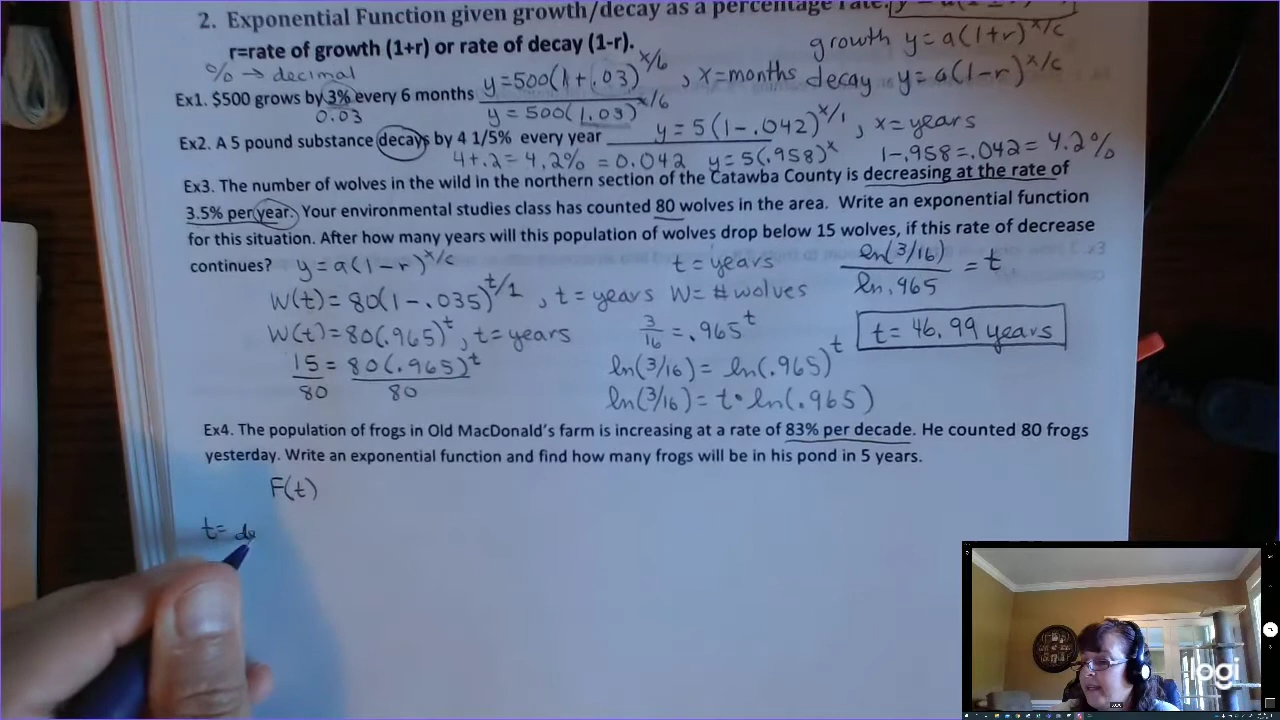 2. Exponential Function given growth/decay as a percentage rate.
r=rate of growth (1+r) or rate of decay (1-r).
growth y=a(1+r)^x/c
% → decimal
decay y=a(1-r)^x/c
Ex1. $500 grows by 3% every 6 months y=500(1+.03)^x/6, x=months
0.03
y=500(1.03)^x/6
Ex2. A 5 pound substance decays by 4 1/5% every year y=5(1-.042)^x/1, x=years
4+.2=4.2% =0.042 y=5(.958)^x 1-.958=.042=4.2%
Ex3. The number of wolves in the wild in the northern section of the Catawba County is decreasing at the rate of
3.5% per year. Your environmental studies class has counted 80 wolves in the area. Write an exponential function
for this situation. After how many years will this population of wolves drop below 15 wolves, if this rate of decrease
continues?
y=a(1-r)^x/c
W(t)=80(1-.035)^t/1, t=years W=#wolves
W(t)=80(.965)^t, t=years
15=80(.965)^t
80 80
t=years
3/16=.965^t
ln(3/16)=ln(.965)^t
ln(3/16)=t•ln(.965)
ln(3/16)
ln.965
=t
t=46.99 years
Ex4. The population of frogs in Old MacDonald's farm is increasing at a rate of 83% per decade. He counted 80 frogs
yesterday. Write an exponential function and find how many frogs will be in his pond in 5 years.
F(t)
t= de
logi